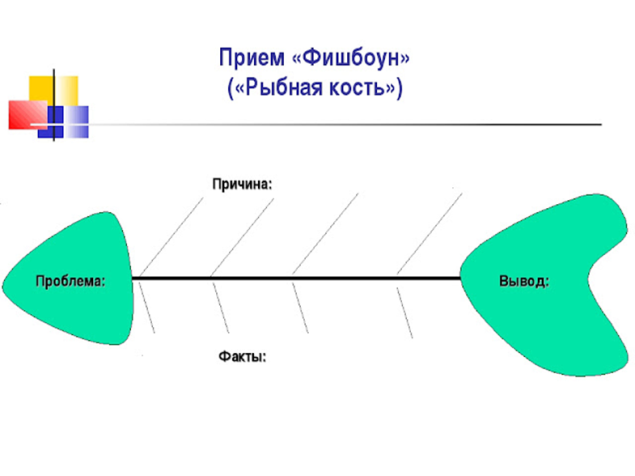 Прием «Фишбоун»
(«Рыбная кость»)
Причина:
Проблема:
Вывод:
Факты: